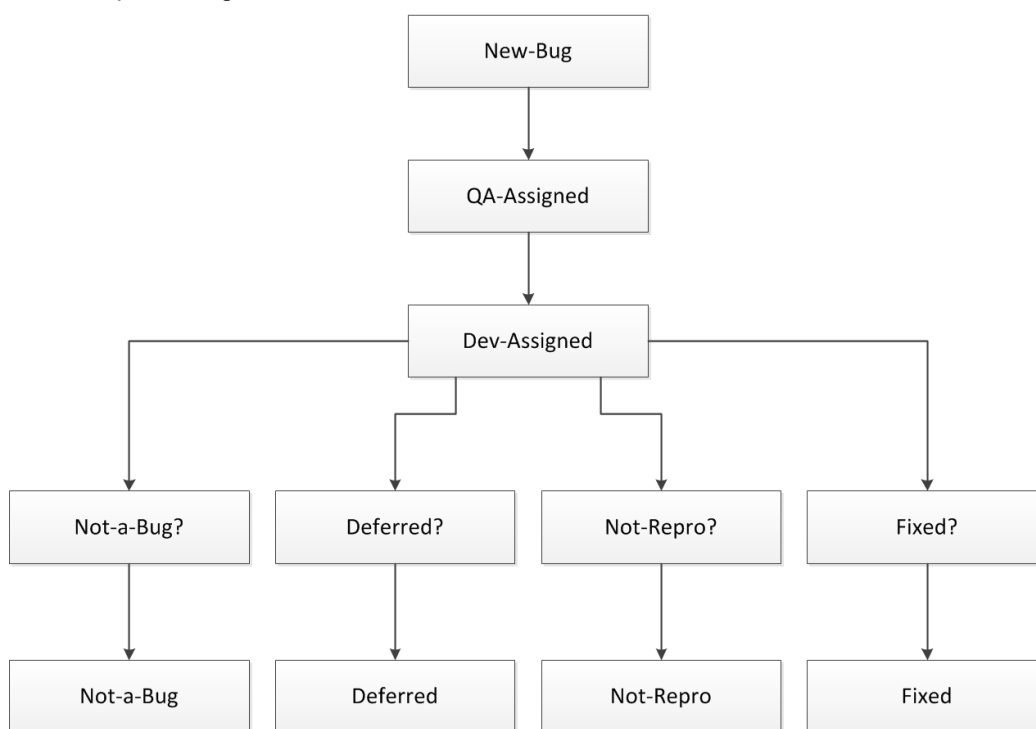 New-Bug
QA-Assigned
Dev-Assigned
Not-a-Bug?
Deferred?
Not-Repro?
Fixed?
Not-a-Bug
Deferred
Not-Repro
Fixed